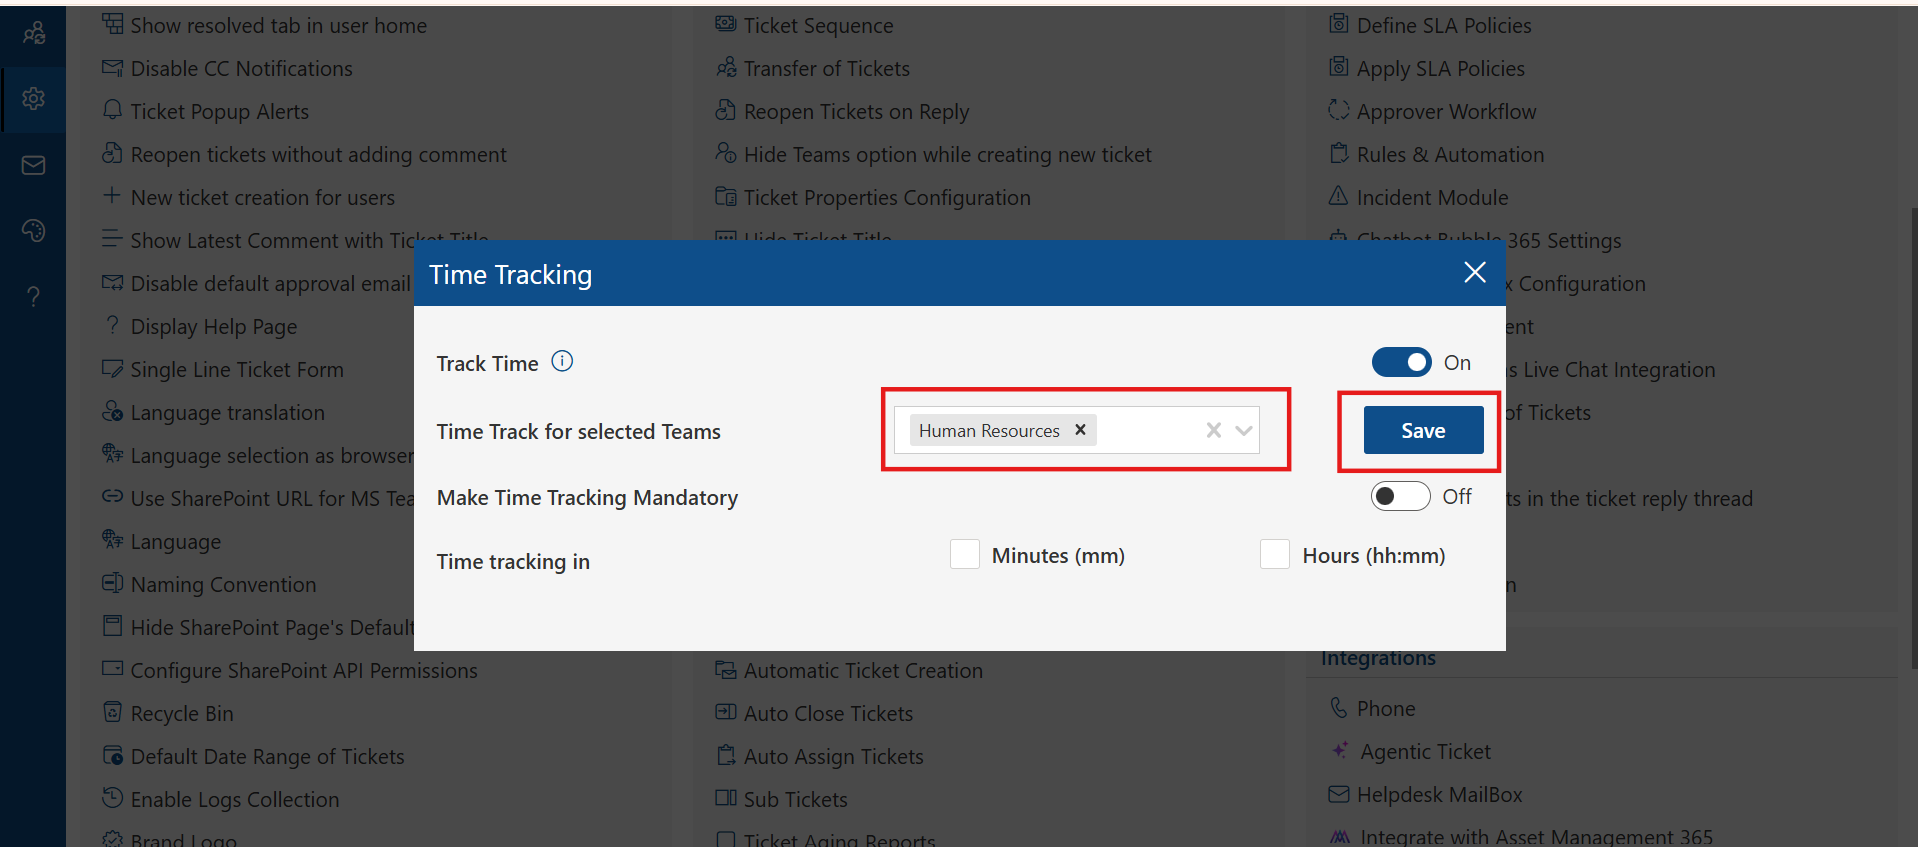 Show resolved tab in user home
Disable CC Notifications
Ticket Popup Alerts
Reopen tickets without adding comment
New ticket creation for users
Show Latest Comment with Ticket Title
Disable default approval email
Display Help Page
Single Line Ticket Form
Language translation
Language selection as browser
Use SharePoint URL for MS Tea
Language
Naming Convention
Hide SharePoint Page's Default
Configure SharePoint API Permissions
Recycle Bin
Default Date Range of Tickets
Enable Logs Collection
Brand Logo
Ticket Sequence
Transfer of Tickets
Reopen Tickets on Reply
Hide Teams option while creating new ticket
Ticket Properties Configuration
Hide Ticket Title
Time Tracking
Track Time
On
Time Track for selected Teams
Human Resources
Save
Make Time Tracking Mandatory
Off
Time tracking in
Minutes (mm)
Hours (hh:mm)
Automatic Ticket Creation
Auto Close Tickets
Auto Assign Tickets
Sub Tickets
Ticket Aging Reports
Define SLA Policies
Apply SLA Policies
Approver Workflow
Rules & Automation
Incident Module
Chatbot Bubble 365 Settings
x Configuration
ent
s Live Chat Integration
of Tickets
ts in the ticket reply thread
n
Integrations
Phone
Agentic Ticket
Helpdesk MailBox
Integrate with Asset Management 365